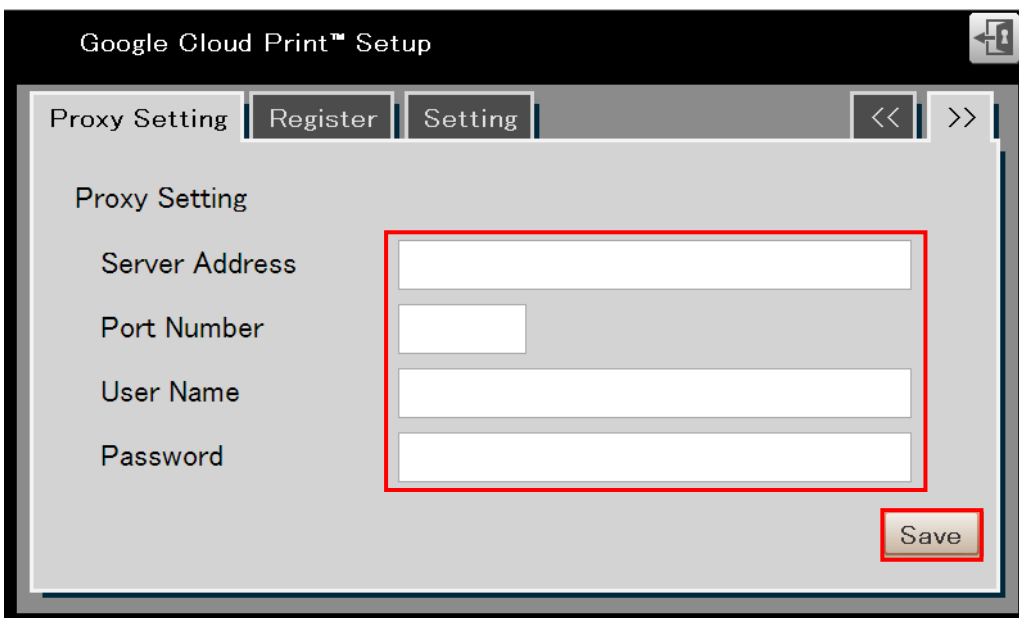 Google Cloud Print™ Setup
Proxy Setting Register Setting << >>
Proxy Setting
Server Address
Port Number
User Name
Password
Save